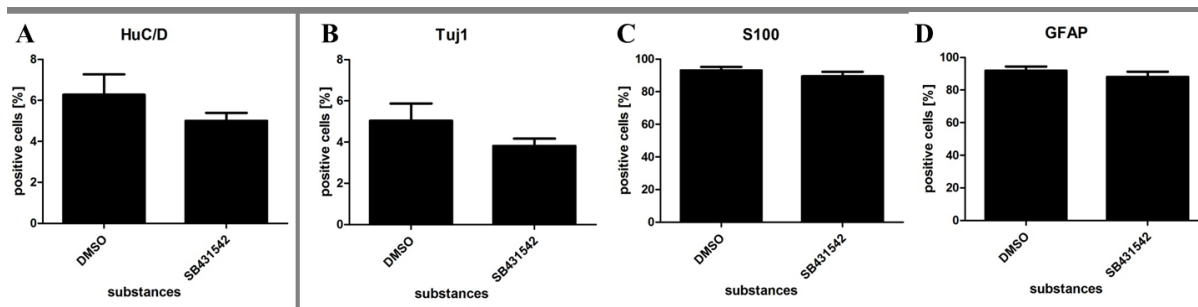 A
HuC/D
positive cells [%]
8
6
4
2
0
DMSO
SB431542
substances
B
Tuj1
positive cells [%]
8
6
4
2
0
DMSO
SB431542
substances
C
S100
positive cells [%]
100
80
60
40
20
0
DMSO
SB431542
substances
D
GFAP
positive cells [%]
100
80
60
40
20
0
DMSO
SB431542
substances